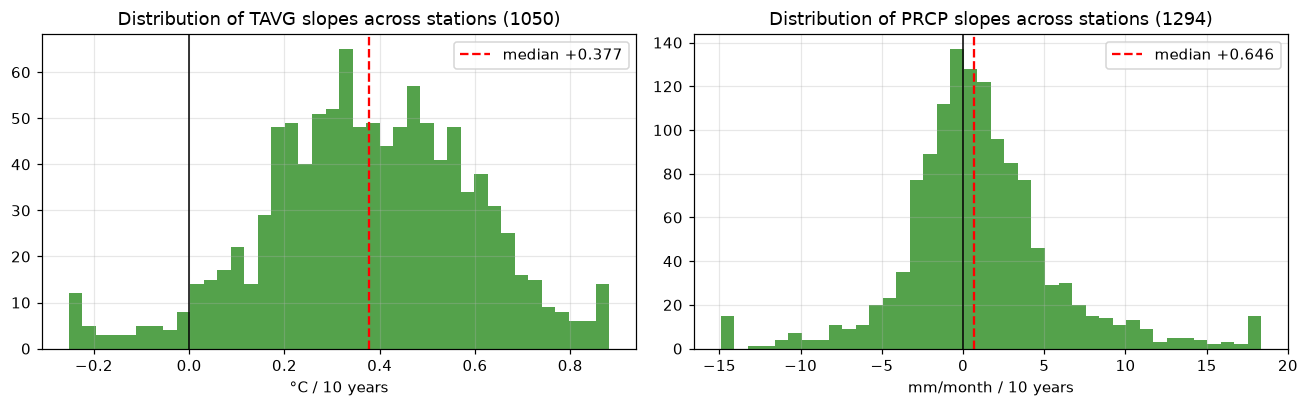 Distribution of TAVG slopes across stations (1050)
median +0.377
60
50
40
30
20
10
0
−0.2 0.0 0.2 0.4 0.6 0.8
°C / 10 years
Distribution of PRCP slopes across stations (1294)
median +0.646
140
120
100
80
60
40
20
0
−15 −10 −5 0 5 10 15 20
mm/month / 10 years